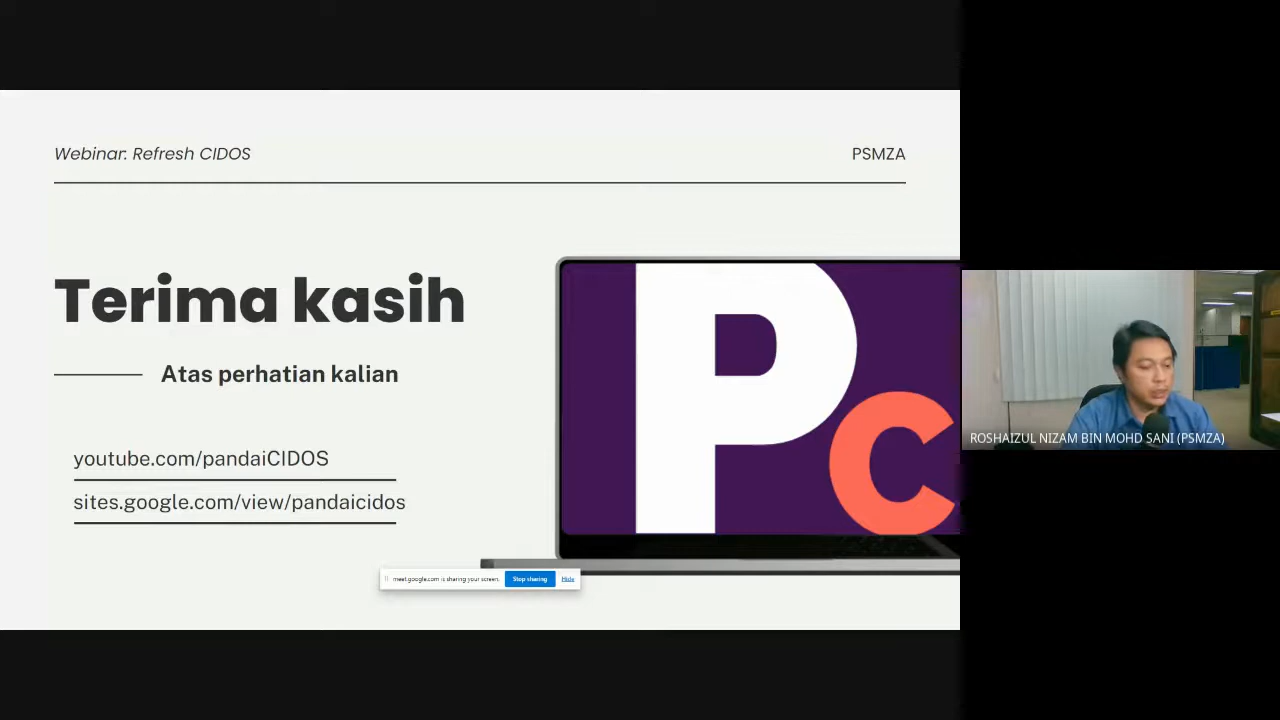 Webinar: Refresh CIDOS
PSMZA
Terima kasih
Atas perhatian kalian
youtube.com/pandaiCIDOS
sites.google.com/view/pandaicidos
Pc
meet.google.com is sharing your screen.
Stop sharing
Hide
ROSHAIZUL NIZAM BIN MOHD SANI (PSMZA)